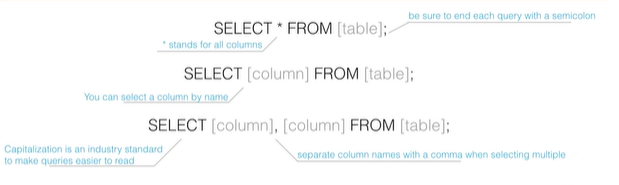 be sure to end each query with a semicolon
SELECT * FROM [table];
* stands for all columns
SELECT [column] FROM [table];
You can select a column by name
SELECT [column], [column] FROM [table];
Capitalization is an industry standard
to make queries easier to read
separate column names with a comma when selecting multiple